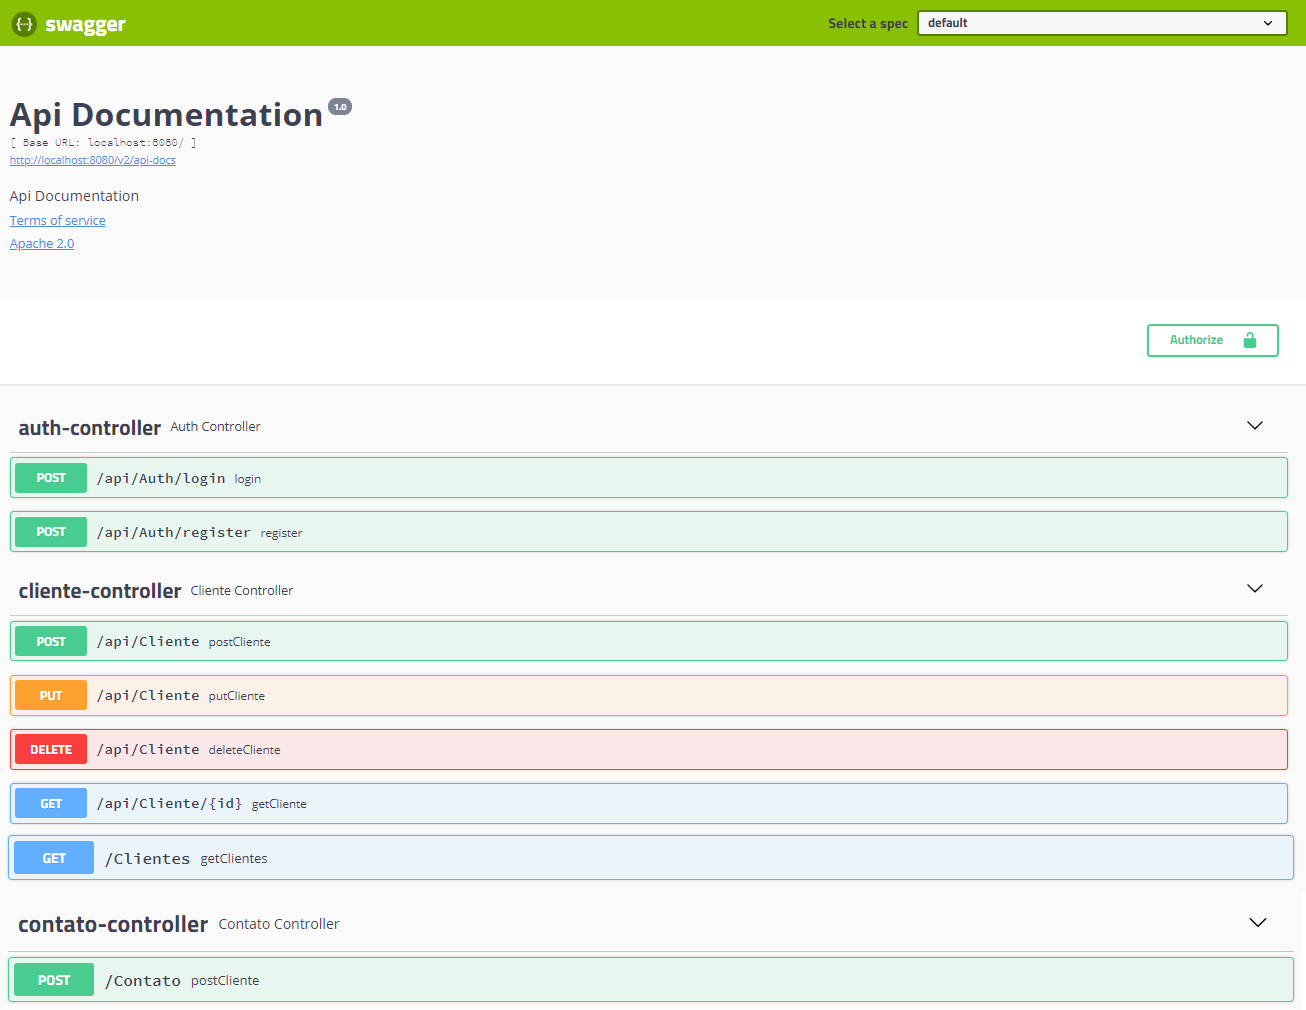 swagger
Select a spec default
Api Documentation 1.0
[ Base URL: localhost:8080/ ]
http://localhost:8080/v2/api-docs
Api Documentation
Terms of service
Apache 2.0
Authorize
auth-controller Auth Controller
POST /api/Auth/login login
POST /api/Auth/register register
cliente-controller Cliente Controller
POST /api/Cliente postCliente
PUT /api/Cliente putCliente
DELETE /api/Cliente deleteCliente
GET /api/Cliente/{id} getCliente
GET /Clientes getClientes
contato-controller Contato Controller
POST /Contato postCliente